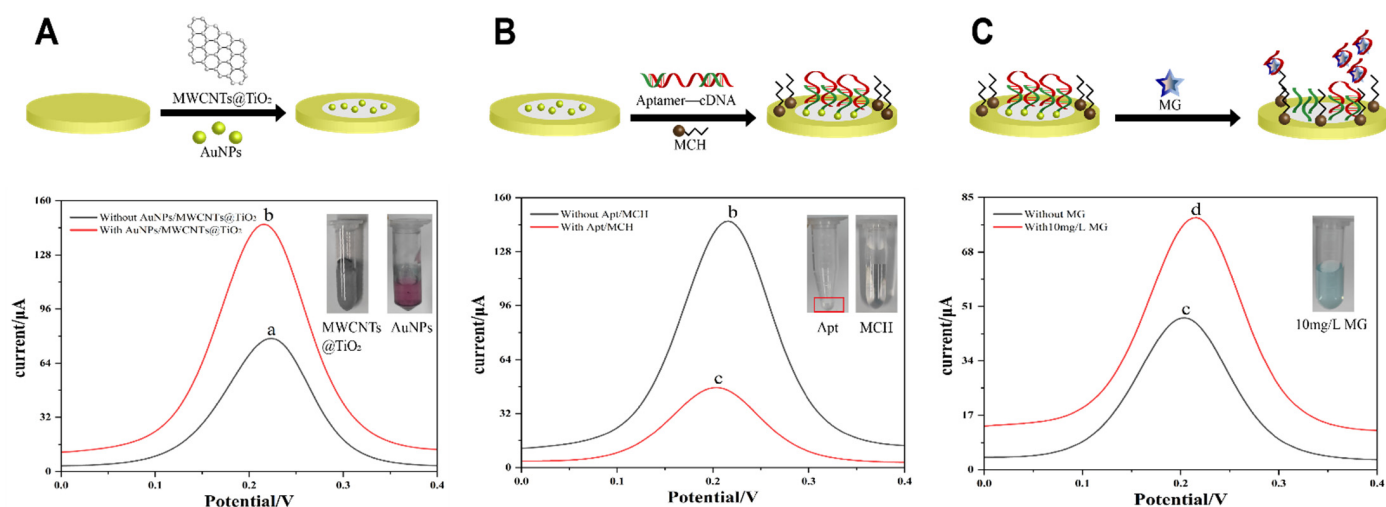 A
MWCNTs@TiO₂
AuNPs
160
128
96
64
32
0
current/μA
Without AuNPs/MWCNTs@TiO₂
With AuNPs/MWCNTs@TiO₂
b
a
MWCNTs
@TiO₂
AuNPs
0.0
0.1
0.2
0.3
0.4
Potential/V
B
Aptamer—cDNA
MCH
160
128
96
64
32
0
current/μA
Without Apt/MCH
With Apt/MCH
b
c
Apt
MCH
0.0
0.1
0.2
0.3
0.4
Potential/V
C
MG
85
68
51
34
17
0
current/μA
Without MG
With10mg/L MG
d
c
10mg/L MG
0.0
0.1
0.2
0.3
0.4
Potential/V